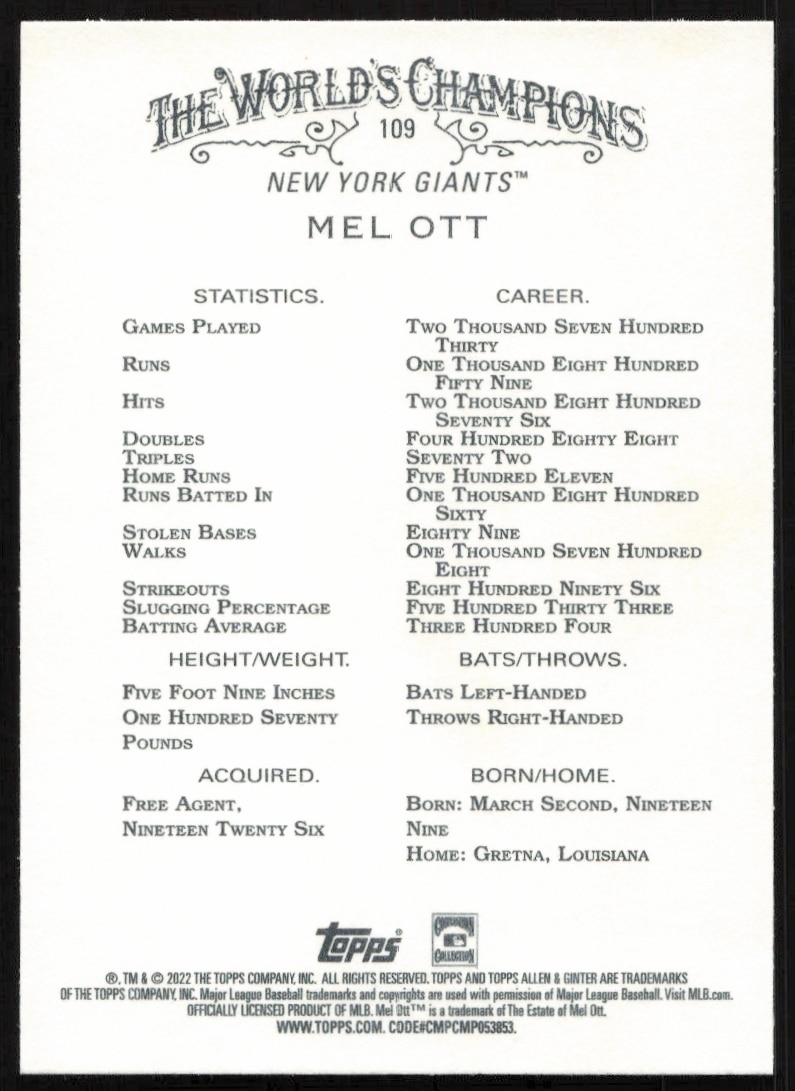 THE WORLD'S CHAMPIONS
109
NEW YORK GIANTS™
MEL OTT
STATISTICS.
CAREER.
GAMES PLAYED
TWO THOUSAND SEVEN HUNDRED
THIRTY
RUNS
ONE THOUSAND EIGHT HUNDRED
FIFTY NINE
HITS
TWO THOUSAND EIGHT HUNDRED
SEVENTY SIX
DOUBLES
FOUR HUNDRED EIGHTY EIGHT
TRIPLES
SEVENTY TWO
HOME RUNS
FIVE HUNDRED ELEVEN
RUNS BATTED IN
ONE THOUSAND EIGHT HUNDRED
SIXTY
STOLEN BASES
EIGHTY NINE
WALKS
ONE THOUSAND SEVEN HUNDRED
EIGHT
STRIKEOUTS
EIGHT HUNDRED NINETY SIX
SLUGGING PERCENTAGE
FIVE HUNDRED THIRTY THREE
BATTING AVERAGE
THREE HUNDRED FOUR
HEIGHT/WEIGHT.
FIVE FOOT NINE INCHES
ONE HUNDRED SEVENTY
POUNDS
BATS/THROWS.
BATS LEFT-HANDED
THROWS RIGHT-HANDED
ACQUIRED.
FREE AGENT,
NINETEEN TWENTY SIX
BORN/HOME.
BORN: MARCH SECOND, NINETEEN
NINE
HOME: GRETNA, LOUISIANA
Topps®
COOPERSTOWN
COLLECTION
®, TM & © 2022 THE TOPPS COMPANY, INC. ALL RIGHTS RESERVED. TOPPS AND TOPPS ALLEN & GINTER ARE TRADEMARKS
OF THE TOPPS COMPANY, INC. Major League Baseball trademarks and copyrights are used with permission of Major League Baseball. Visit MLB.com.
OFFICIALLY LICENSED PRODUCT OF MLB. Mel Ott™ is a trademark of The Estate of Mel Ott.
WWW.TOPPS.COM. CODE#CMPCMP053853.